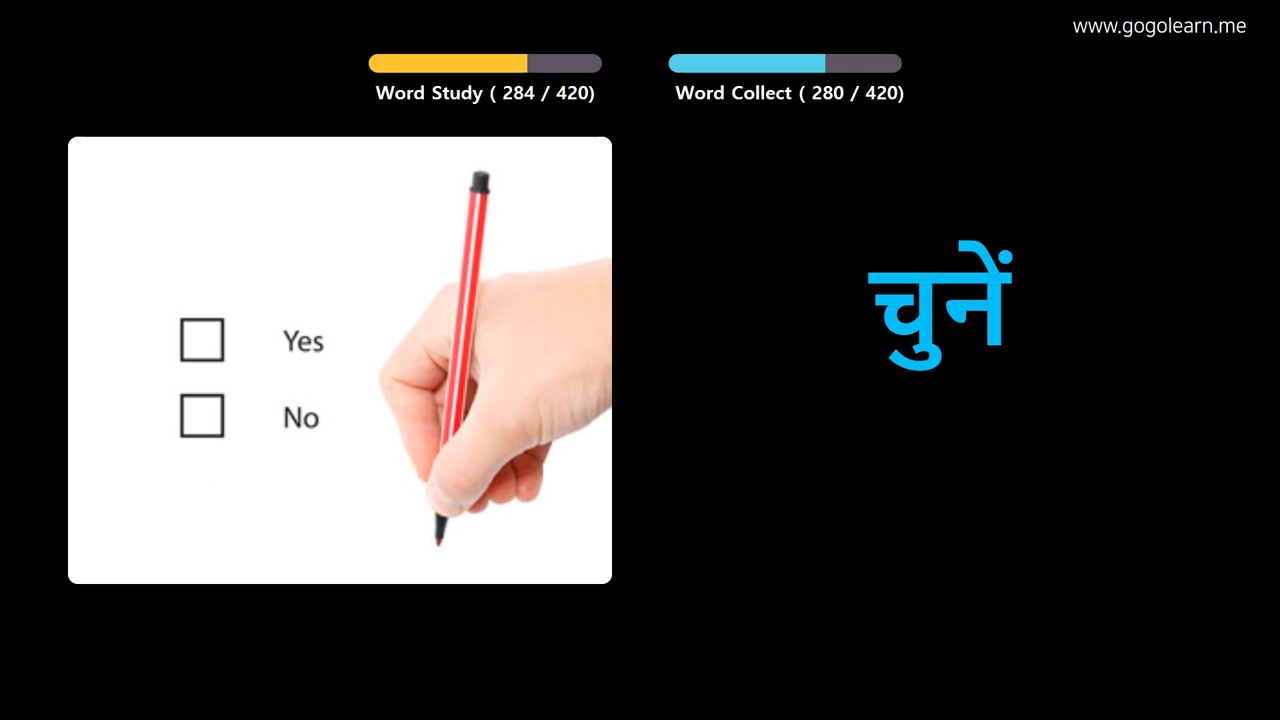 www.gogolearn.me
Word Study ( 284 / 420)
Word Collect ( 280 / 420)
Yes
No
चुनें